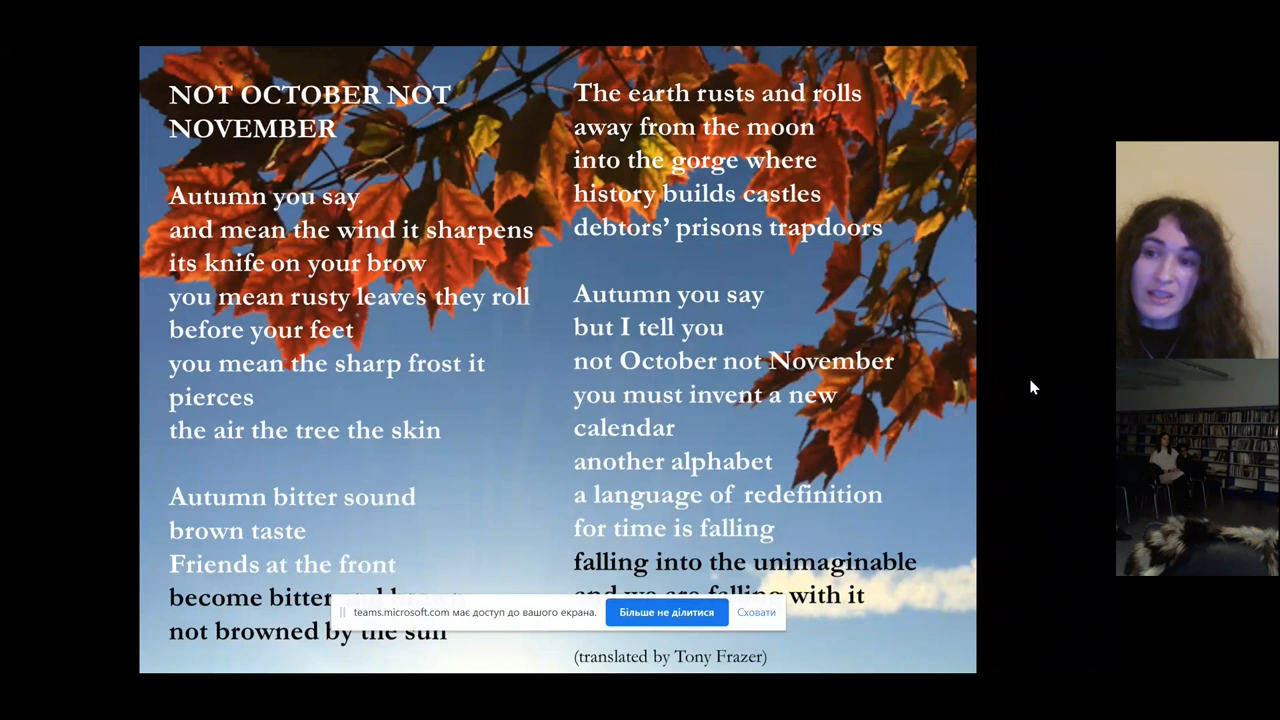 NOT OCTOBER NOT
NOVEMBER
Autumn you say
and mean the wind it sharpens
its knife on your brow
you mean rusty leaves they roll
before your feet
you mean the sharp frost it
pierces
the air the tree the skin
Autumn bitter sound
brown taste
Friends at the front
become bitter and brown
not browned by the sun
The earth rusts and rolls
away from the moon
into the gorge where
history builds castles
debtors’ prisons trapdoors
Autumn you say
but I tell you
not October not November
you must invent a new
calendar
another alphabet
a language of redefinition
for time is falling
falling into the unimaginable
and we are falling with it
(translated by Tony Frazer)
teams.microsoft.com має доступ до вашого екрана.
Більше не ділитися
Сховати